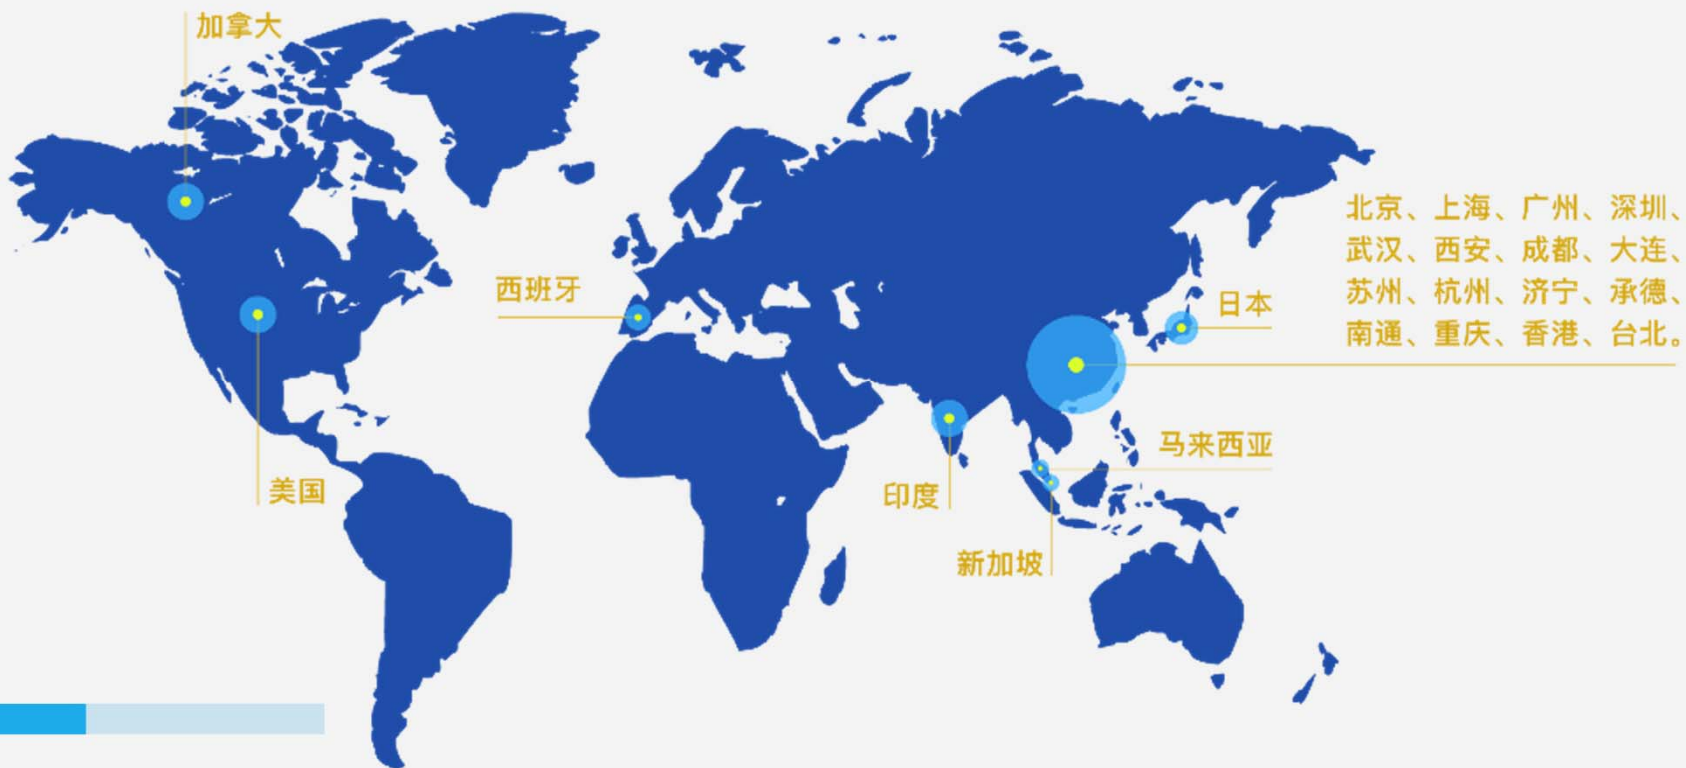 加拿大
北京、上海、广州、深圳、
武汉、西安、成都、大连、
苏州、杭州、济宁、承德、
南通、重庆、香港、台北。
西班牙
日本
马来西亚
美国
印度
新加坡